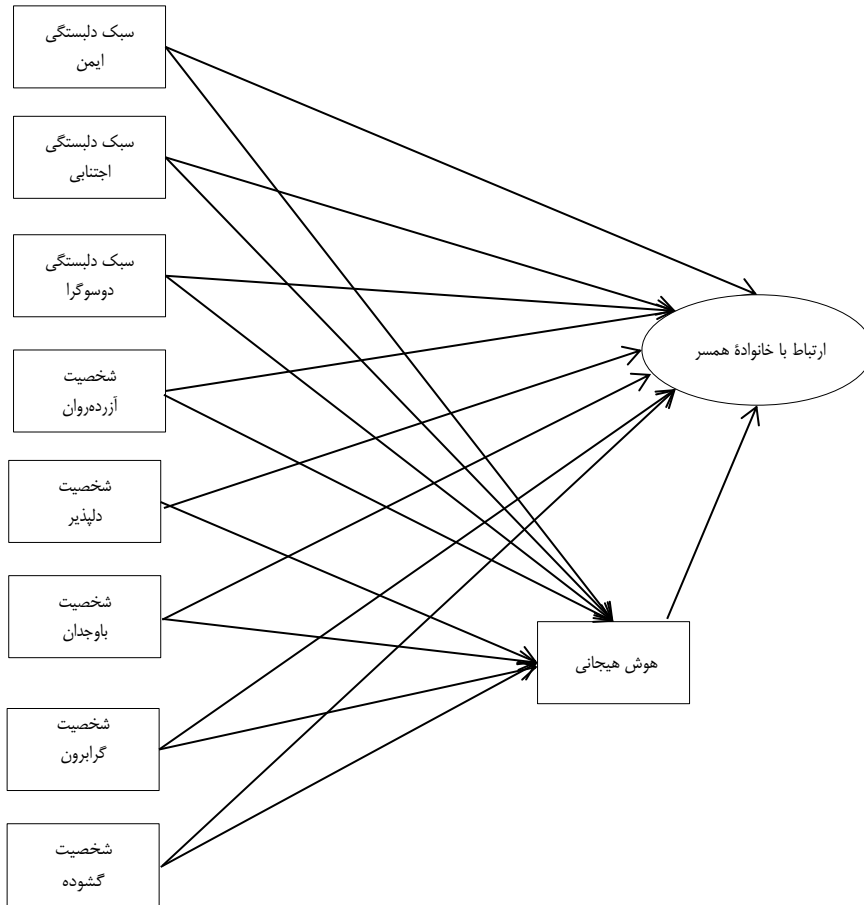 سبک دلبستگی
ایمن
سبک دلبستگی
اجتنابی
سبک دلبستگی
دوسوگرا
شخصیت
آزرده‌روان
شخصیت
دلپذیر
شخصیت
باوجدان
شخصیت
گرابرون
شخصیت
گشوده
ارتباط با خانوادهٔ همسر
هوش هیجانی